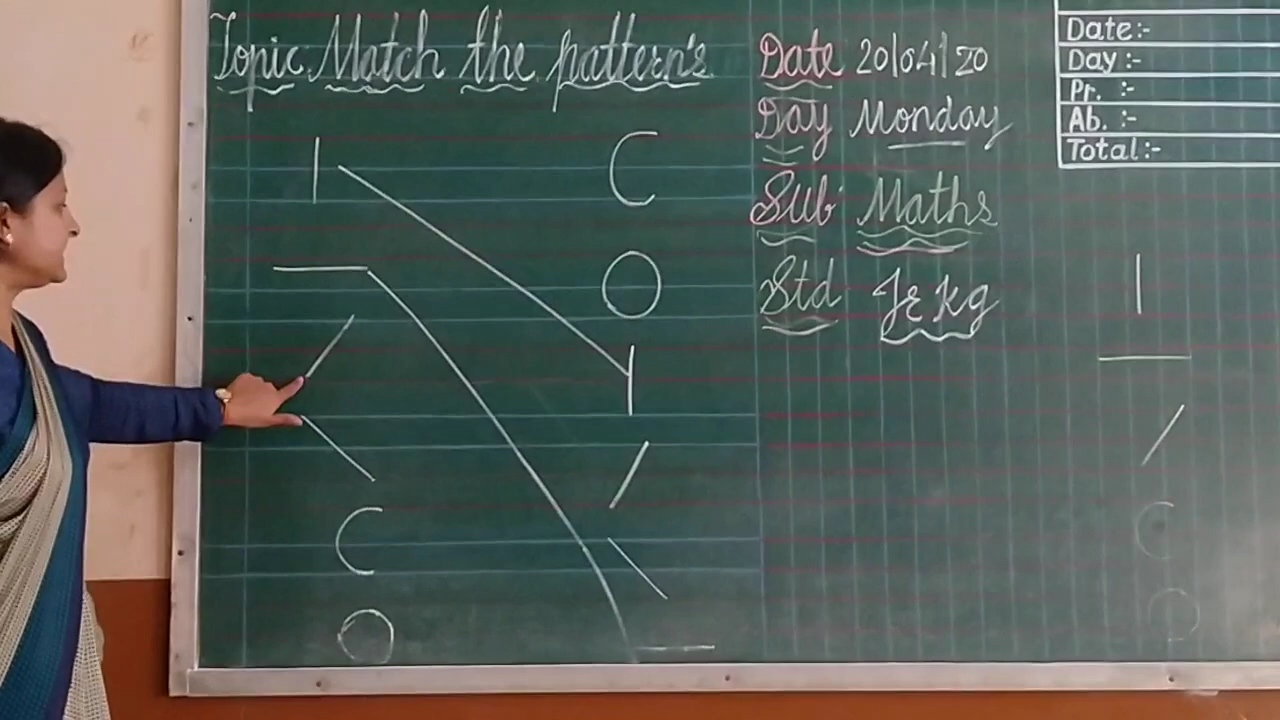 Topic Match the pattern's
Date 20/04/20
Day Monday
Sub Maths
Std Jr Kg
Date:-
Day :-
Pr. :-
Ab. :-
Total:-